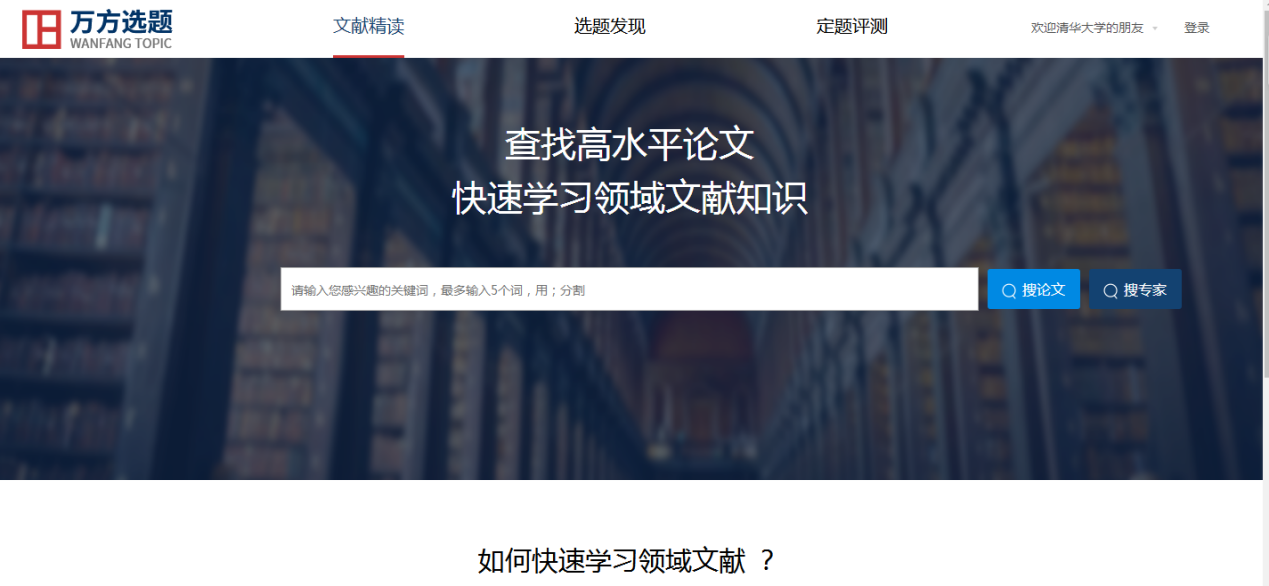 万方选题
WANFANG TOPIC
文献精读
选题发现
定题评测
欢迎清华大学的朋友
登录
查找高水平论文
快速学习领域文献知识
请输入您感兴趣的关键词，最多输入5个词，用；分割
搜论文
搜专家
如何快速学习领域文献 ？